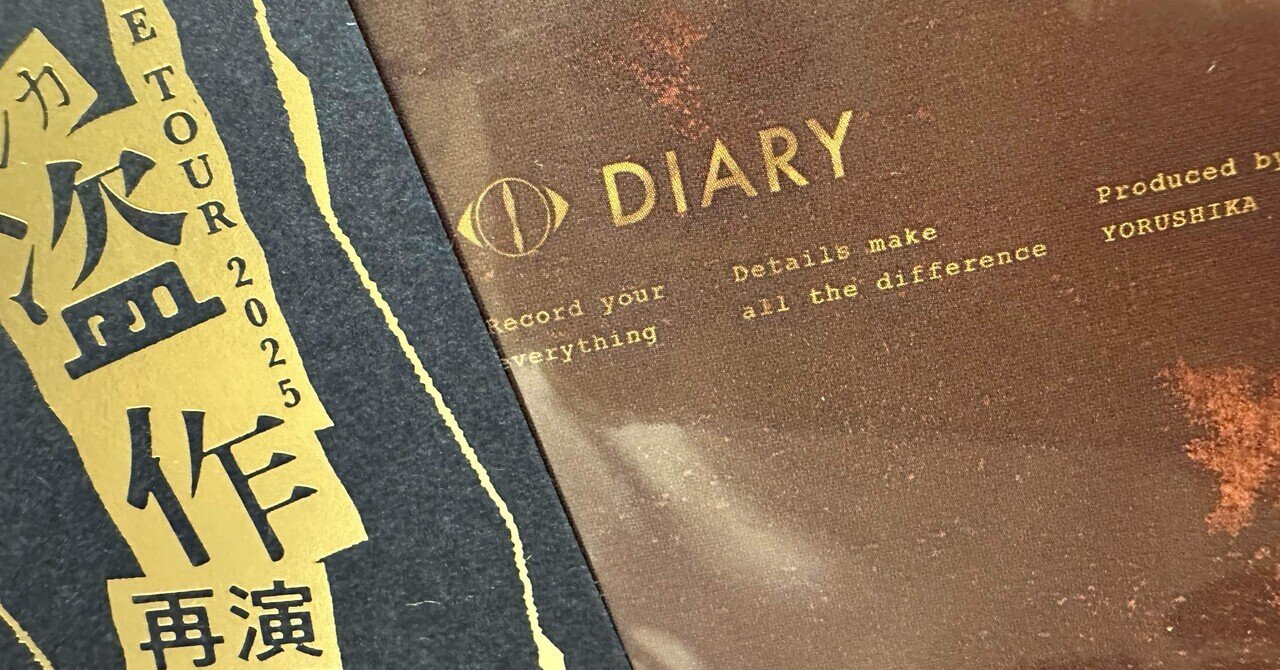 カ
E TOUR 2025
盗作
再演
DIARY
Record your
everything
Details make
all the difference
Produced by
YORUSHIKA